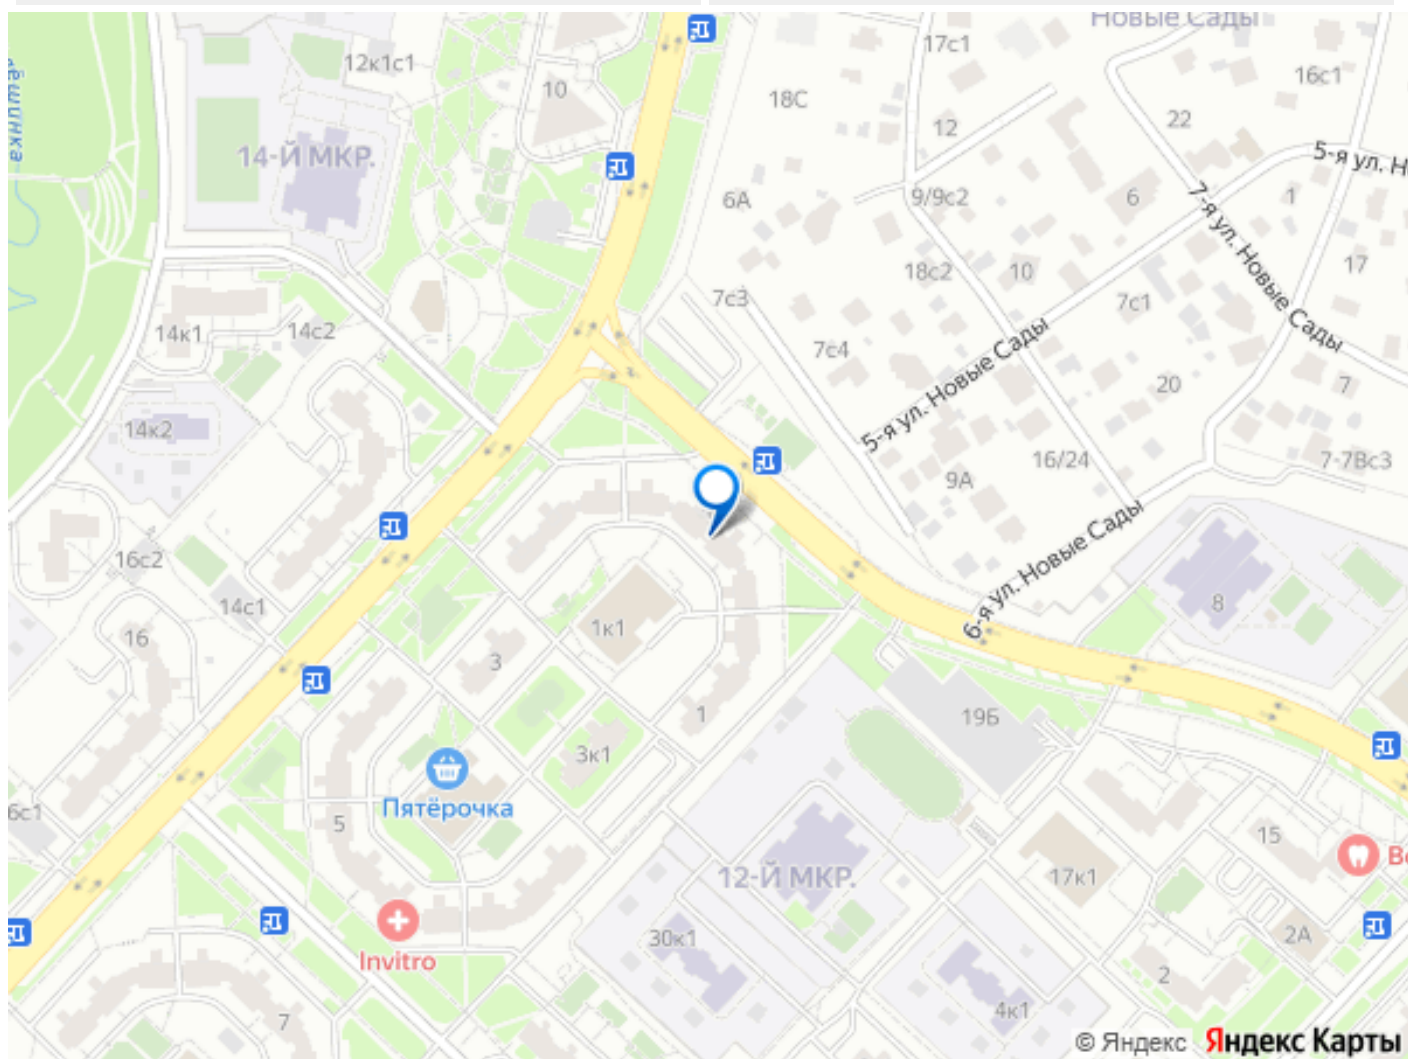 Новые Сады
17с1
12к1с1
16с1
10
18С
22
12
14-Й МКР.
5-я ул. Н
6А
9/9с2
6
1
7-я ул. Новые Сады
17
18с2
10
7с3
7с1
14к1
14с2
7с4
5-я ул. Новые Сады
20
7
14к2
16/24
7-7Вс3
9А
6-я ул. Новые Сады
16с2
14с1
8
1к1
16
3
1
19Б
3к1
Пятёрочка
6с1
5
15
12-Й МКР.
17к1
30к1
2А
Invitro
2
4к1
7
© Яндекс Яндекс Карты